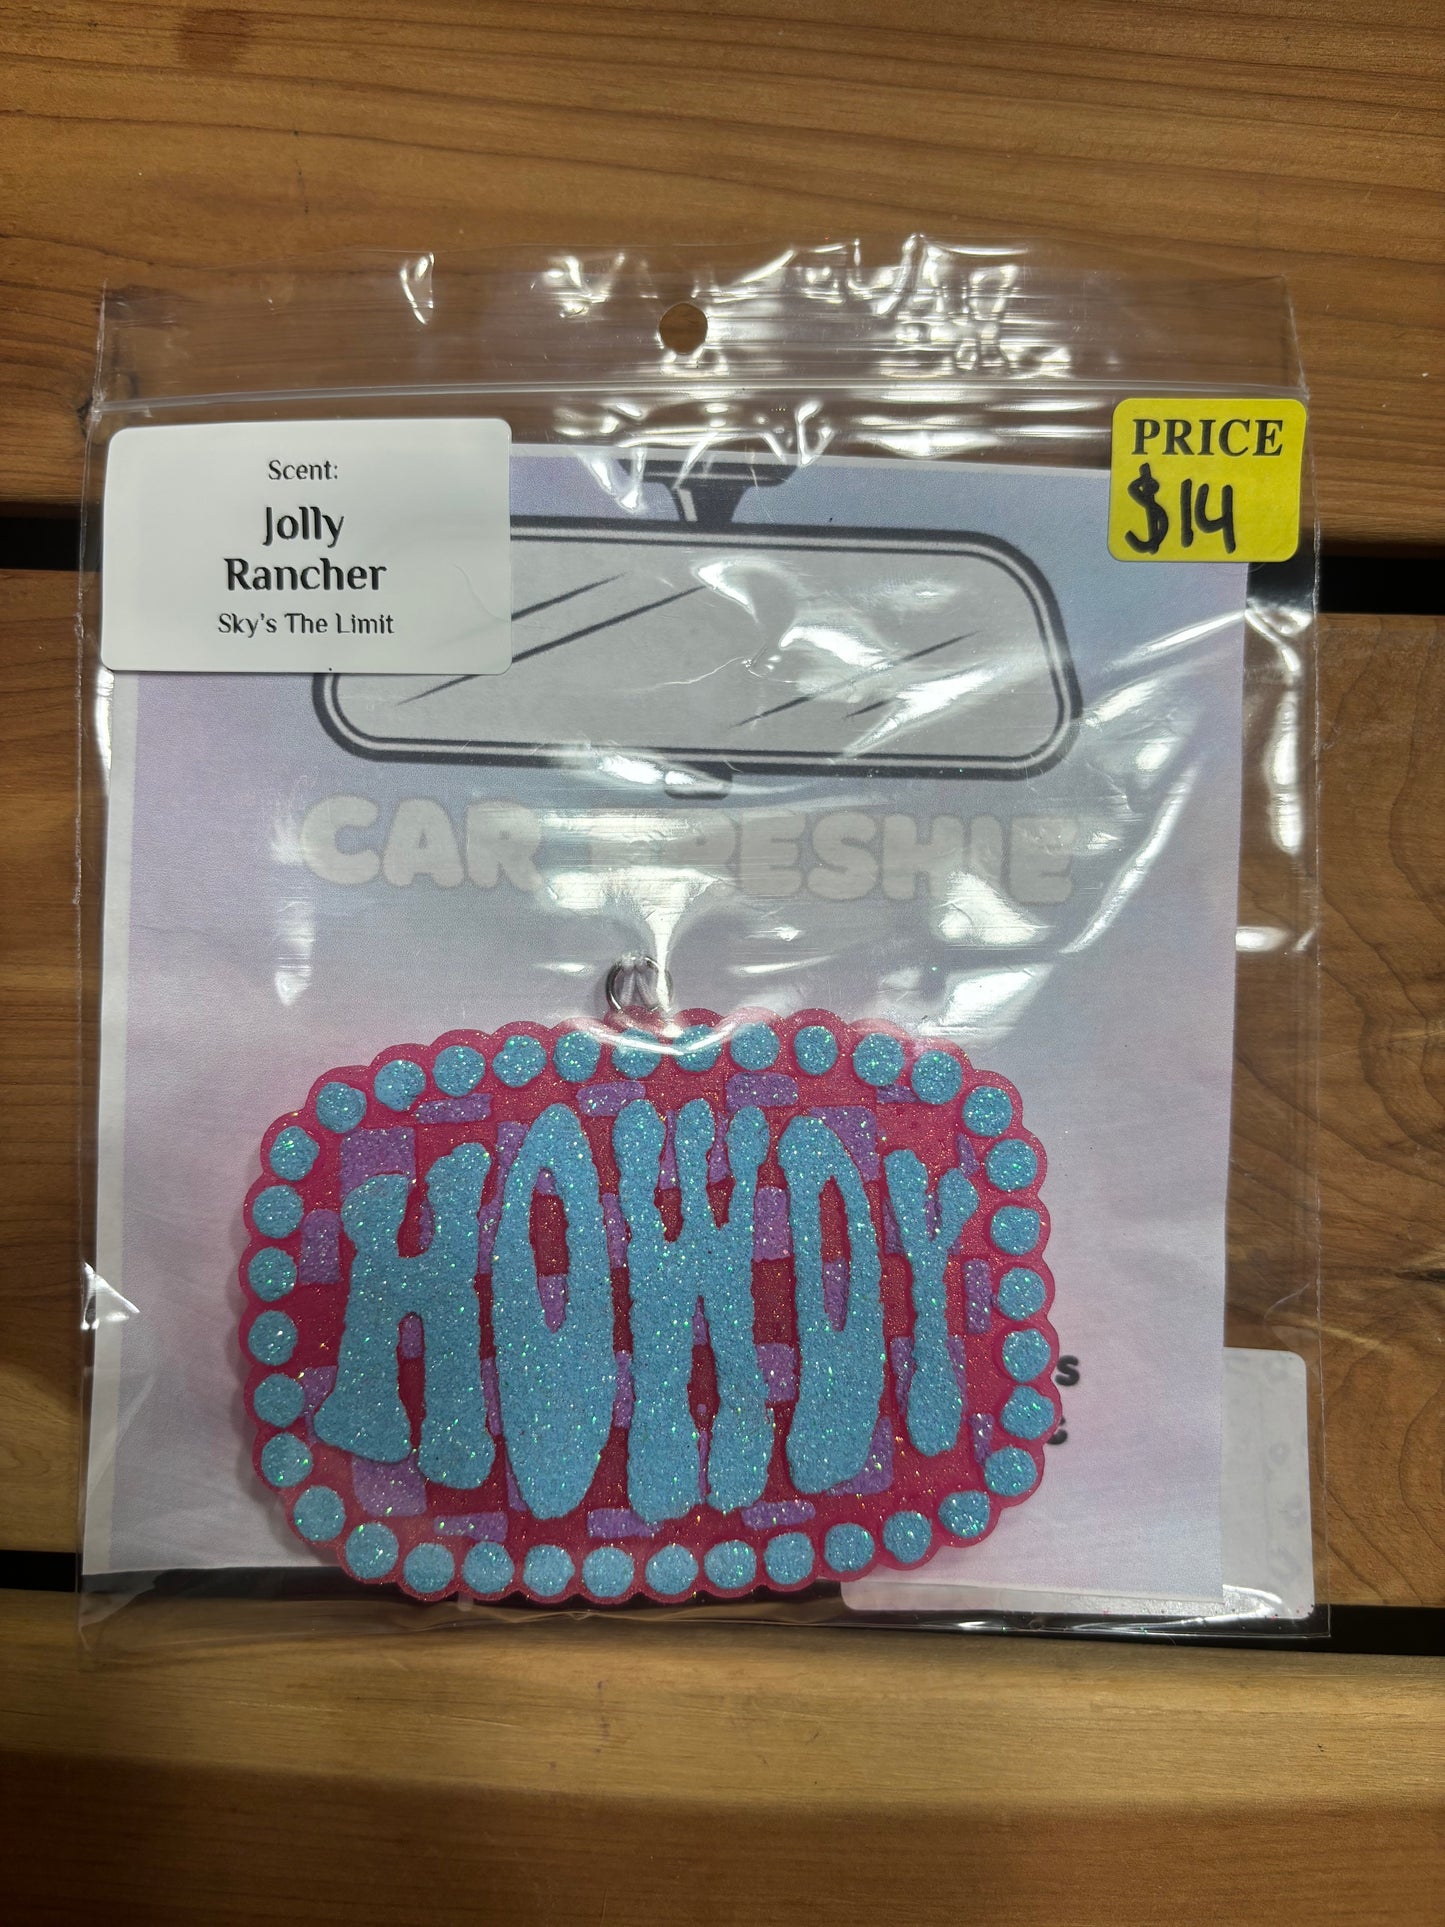 Scent:
Jolly
Rancher
Sky's The Limit
PRICE
$14
CAR FRESHIE
HOWDY